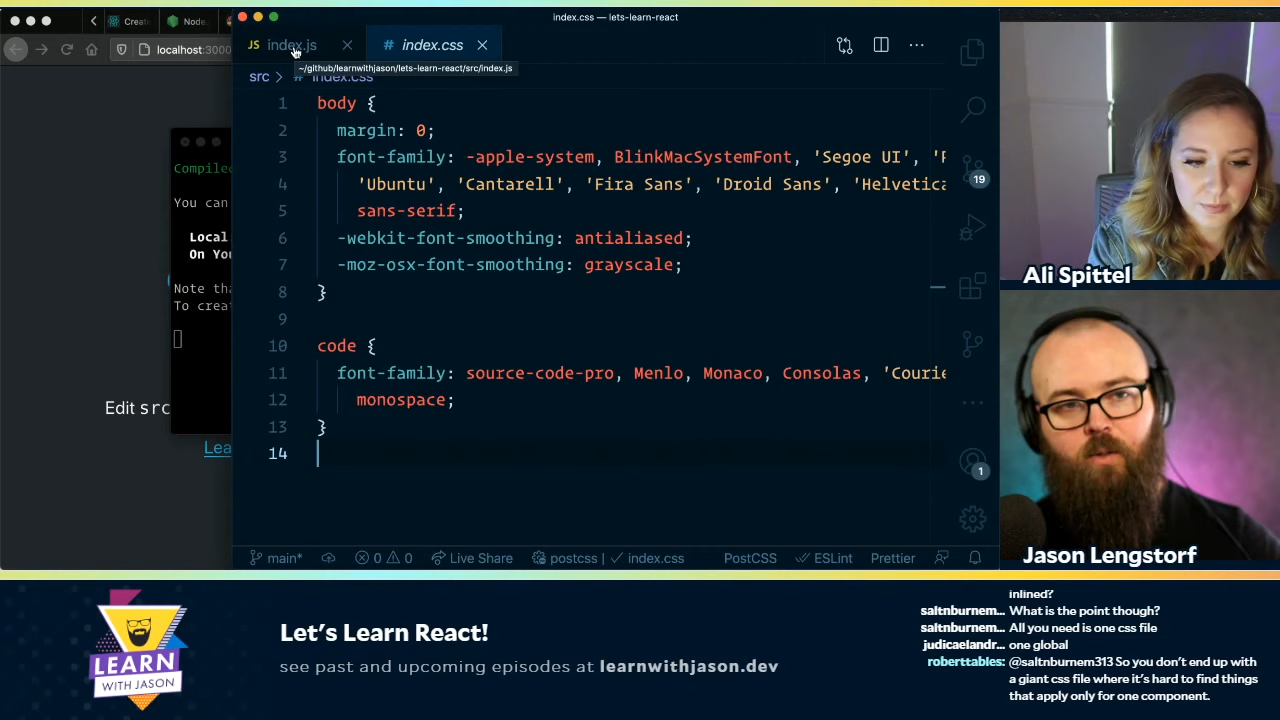 index.css — lets-learn-react
Create
Node.
localhost:3000
JS index.js
# index.css
~/github/learnwithjason/lets-learn-react/src/index.js
src > # index.css
1 body {
2 margin: 0;
3 font-family: -apple-system, BlinkMacSystemFont, 'Segoe UI', '
4 'Ubuntu', 'Cantarell', 'Fira Sans', 'Droid Sans', 'Helvetica
5 sans-serif;
6 -webkit-font-smoothing: antialiased;
7 -moz-osx-font-smoothing: grayscale;
8 }
9
10 code {
11 font-family: source-code-pro, Menlo, Monaco, Consolas, 'Courie
12 monospace;
13 }
14
Compiled
You can
Local
On You
Note tha
To creat
Edit src
Lea
19
1
main*
0 0
Live Share
postcss | ✓ index.css
PostCSS
ESLint
Prettier
Ali Spittel
Jason Lengstorf
LEARN
WITH JASON
Let's Learn React!
see past and upcoming episodes at learnwithjason.dev
inlined?
saltnburnem... What is the point though?
saltnburnem... All you need is one css file
judicaelandr... one global
roberttables: @saltnburnem313 So you don't end up with
a giant css file where it's hard to find things
that apply only for one component.